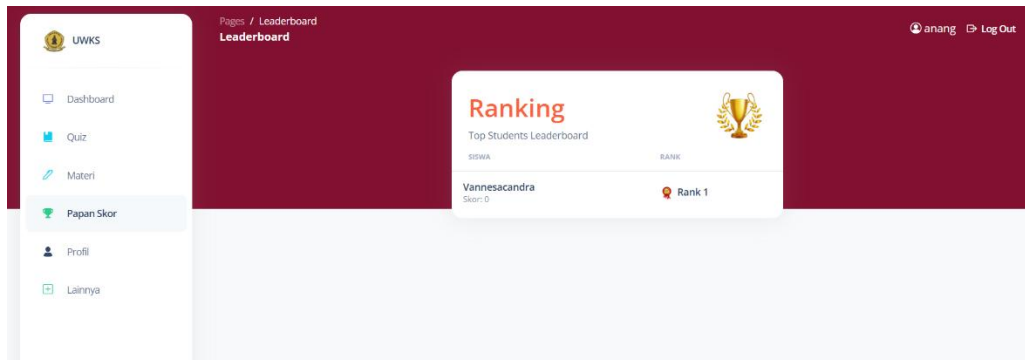 UWKS
Dashboard
Quiz
Materi
Papan Skor
Profil
Lainnya
Pages / Leaderboard
Leaderboard
anang Log Out
Ranking
Top Students Leaderboard
SISWA RANK
Vannesacandra
Skor: 0
Rank 1